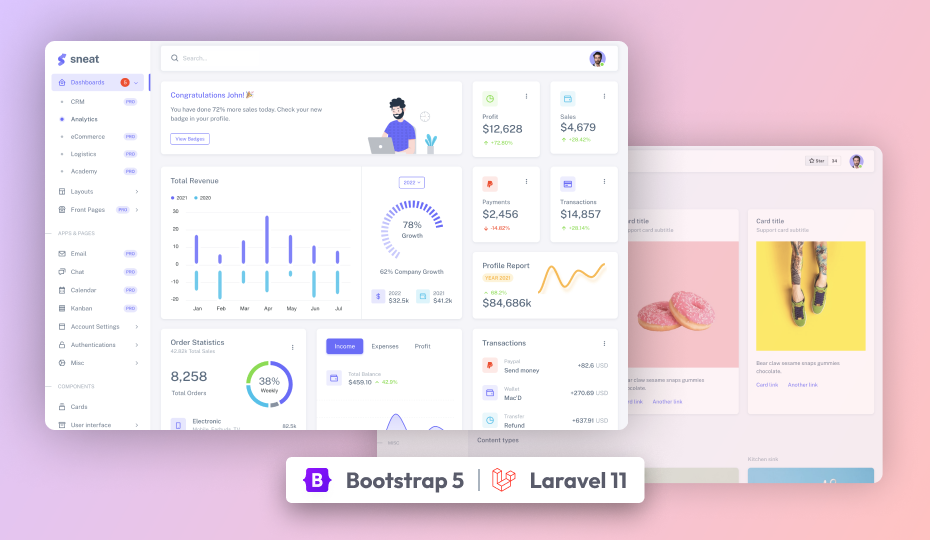 sneat
Search...
Dashboards
5
CRM
PRO
Analytics
eCommerce
PRO
Logistics
PRO
Academy
PRO
Layouts
Front Pages
PRO
APPS & PAGES
Email
PRO
Chat
PRO
Calendar
PRO
Kanban
PRO
Account Settings
Authentications
Misc
COMPONENTS
Cards
User interface
Congratulations John!🎉
You have done 72% more sales today. Check your new
badge in your profile.
View Badges
Profit
$12,628
+72.80%
Sales
$4,679
+28.42%
Total Revenue
2021
2020
30
20
10
0
-10
-20
Jan
Feb
Mar
Apr
May
Jun
Jul
2022
78%
Growth
62% Company Growth
$
2022
$32.5k
2021
$41.2k
Payments
$2,456
-14.82%
Transactions
$14,857
+28.14%
Profile Report
YEAR 2021
68.2%
$84,686k
Order Statistics
42.82k Total Sales
8,258
Total Orders
38%
Weekly
Electronic
82.5k
Income
Expenses
Profit
Total Balance
$459.10
42.9%
Transactions
Paypal
Send money
+82.6 USD
Wallet
Mac'D
+270.69 USD
Transfer
Refund
+637.91 USD
Star
34
rd title
upport card subtitle
ear claw sesame snaps gummies
ocolate.
rd link
Another link
Card title
Support card subtitle
Bear claw sesame snaps gummies
chocolate.
Card link
Another link
MISC
Content types
Kitchen sink
B
Bootstrap 5
Laravel 11